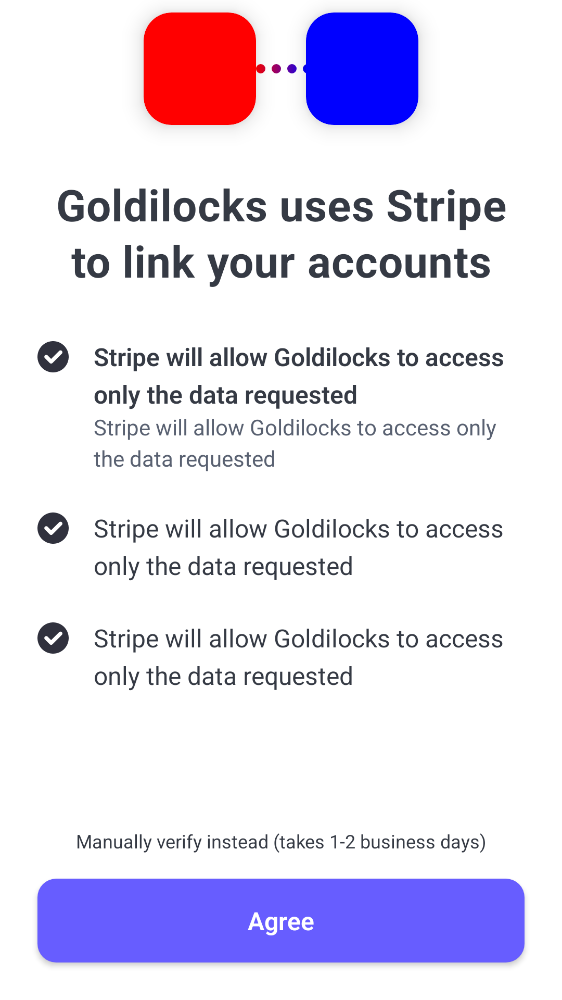 Goldilocks uses Stripe
to link your accounts
Stripe will allow Goldilocks to access
only the data requested
Stripe will allow Goldilocks to access only
the data requested
Stripe will allow Goldilocks to access
only the data requested
Stripe will allow Goldilocks to access
only the data requested
Manually verify instead (takes 1-2 business days)
Agree